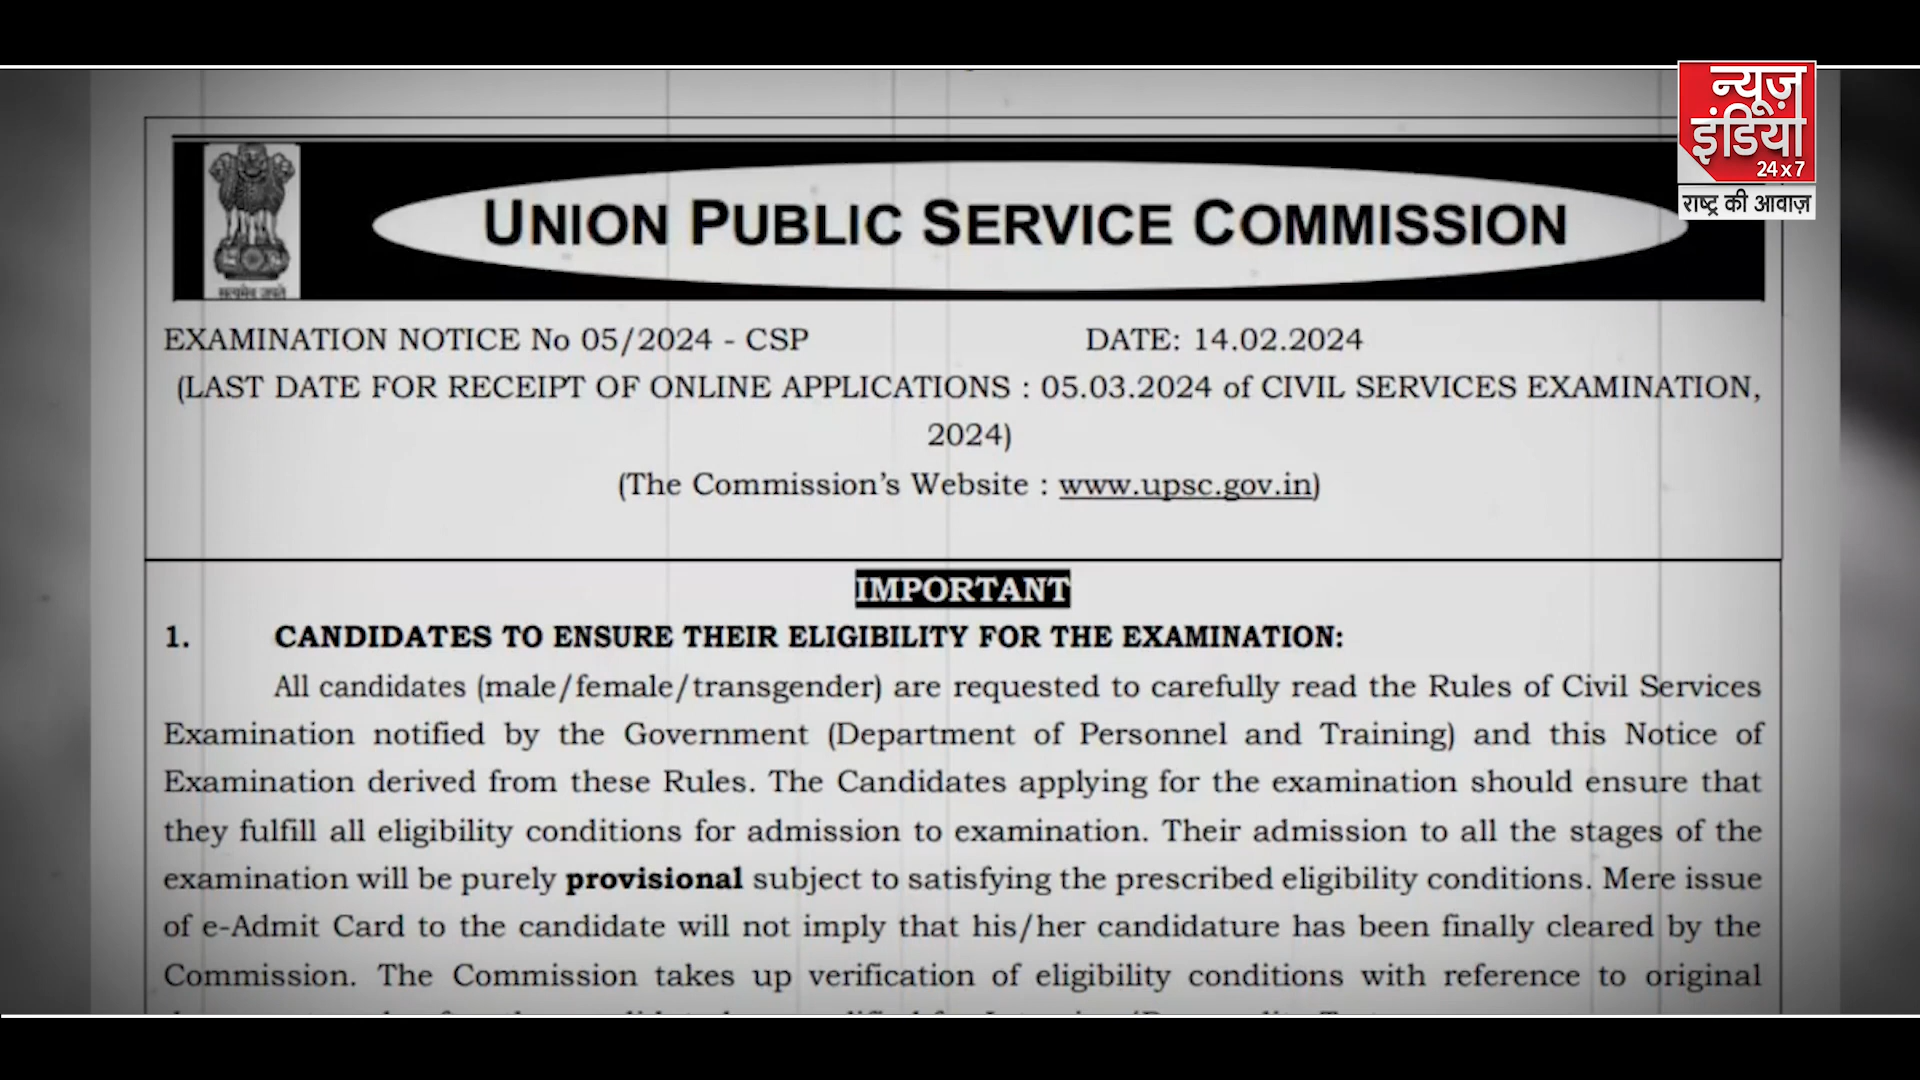 न्यूज़
इंडिया
24x7
राष्ट्र की आवाज़
सत्यमेव जयते
UNION PUBLIC SERVICE COMMISSION
EXAMINATION NOTICE No 05/2024 - CSP DATE: 14.02.2024
(LAST DATE FOR RECEIPT OF ONLINE APPLICATIONS : 05.03.2024 of CIVIL SERVICES EXAMINATION,
2024)
(The Commission’s Website : www.upsc.gov.in)
IMPORTANT
1. CANDIDATES TO ENSURE THEIR ELIGIBILITY FOR THE EXAMINATION:
All candidates (male/female/transgender) are requested to carefully read the Rules of Civil Services
Examination notified by the Government (Department of Personnel and Training) and this Notice of
Examination derived from these Rules. The Candidates applying for the examination should ensure that
they fulfill all eligibility conditions for admission to examination. Their admission to all the stages of the
examination will be purely provisional subject to satisfying the prescribed eligibility conditions. Mere issue
of e-Admit Card to the candidate will not imply that his/her candidature has been finally cleared by the
Commission. The Commission takes up verification of eligibility conditions with reference to original